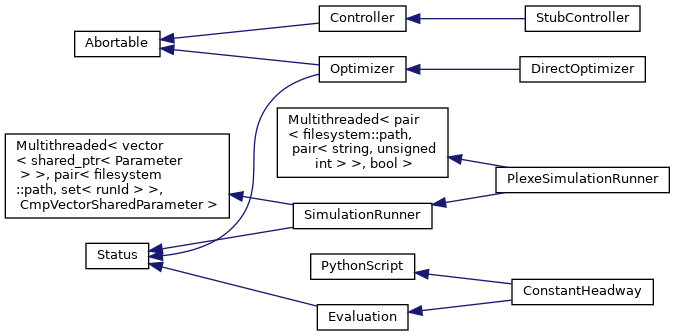 Controller
StubController
Abortable
Optimizer
DirectOptimizer
Multithreaded< pair
< filesystem::path,
pair< string, unsigned
int > >, bool >
Multithreaded< vector
< shared_ptr< Parameter
> >, pair< filesystem
::path, set< runId > >,
CmpVectorSharedParameter >
PlexeSimulationRunner
SimulationRunner
Status
PythonScript
ConstantHeadway
Evaluation